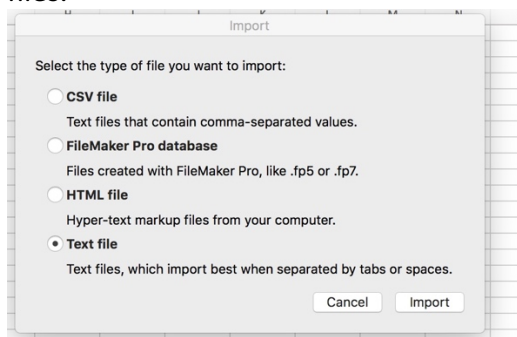 files.
Import
Select the type of file you want to import:
CSV file
Text files that contain comma-separated values.
FileMaker Pro database
Files created with FileMaker Pro, like .fp5 or .fp7.
HTML file
Hyper-text markup files from your computer.
Text file
Text files, which import best when separated by tabs or spaces.
Cancel Import